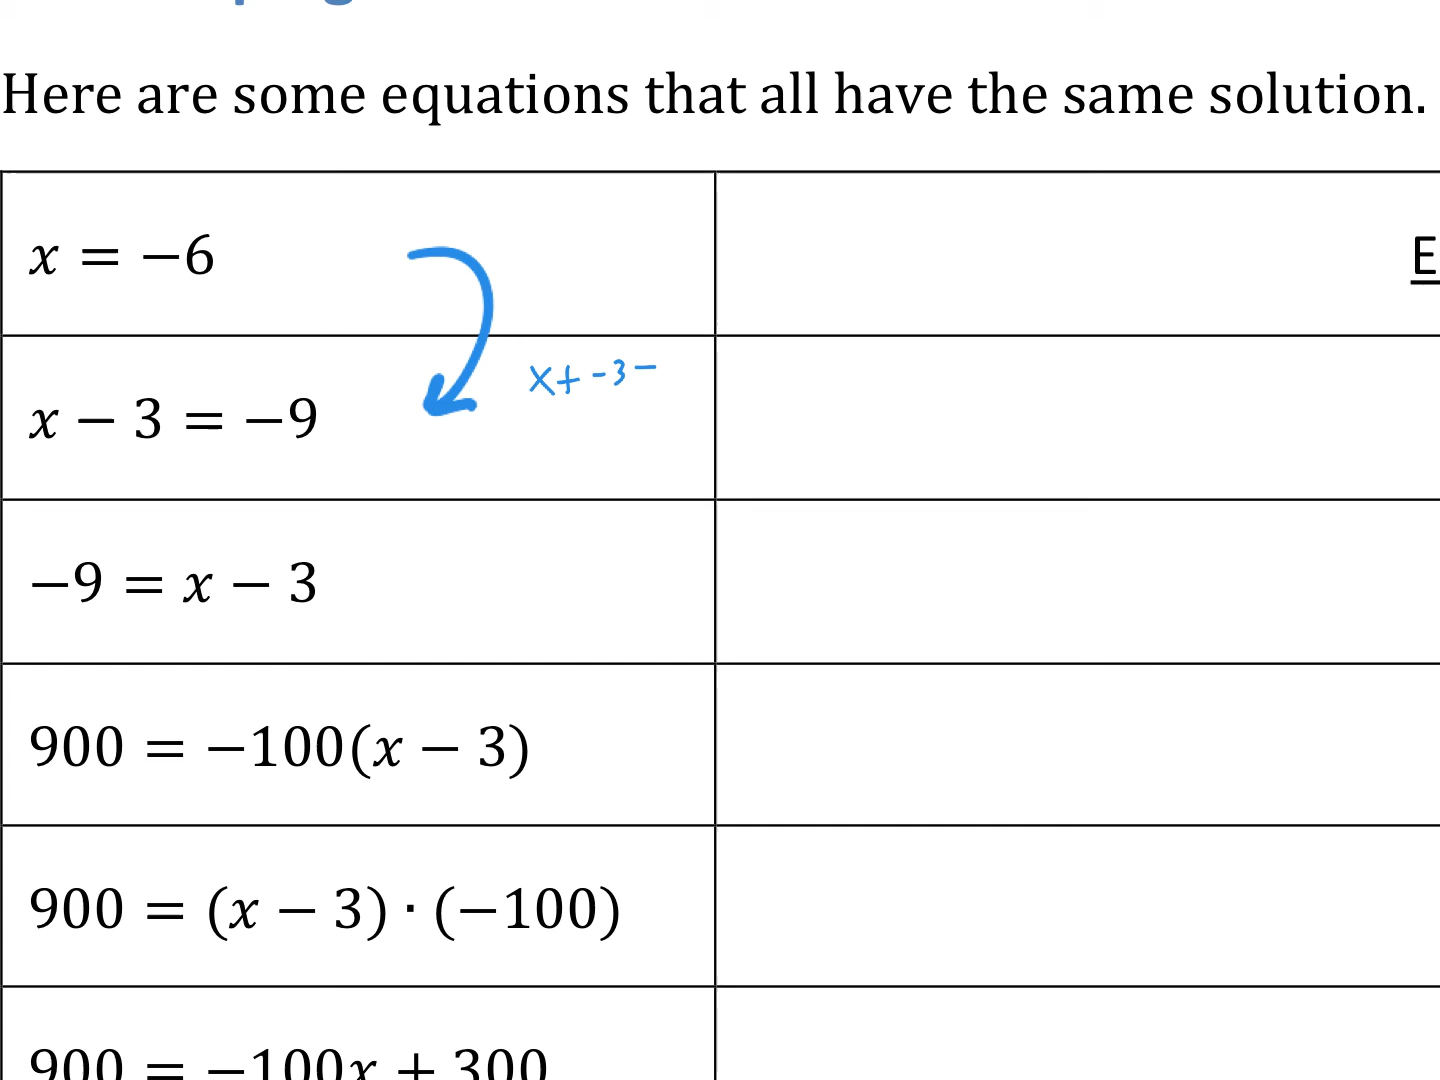 Here are some equations that all have the same solution.
x = −6
E
x + -3 -
x − 3 = −9
−9 = x − 3
900 = −100(x − 3)
900 = (x − 3) · (−100)
900 = −100x + 300